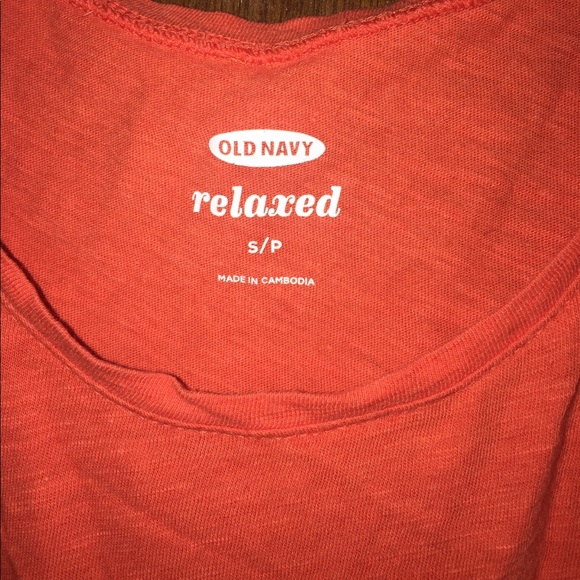 OLD NAVY
relaxed
S/P
MADE IN CAMBODIA